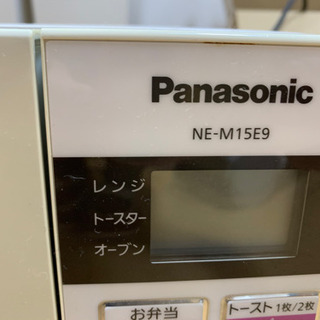 Panasonic
NE-M15E9
レンジ
トースター
オーブン
お弁当
トースト 1枚/2枚